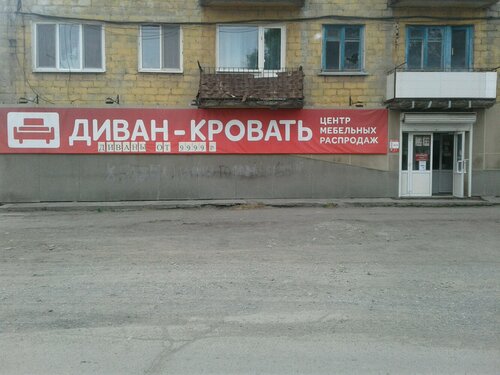 ДИВАН-КРОВАТЬ
ЦЕНТР
МЕБЕЛЬНЫХ
РАСПРОДАЖ
ДИВАНЫ ОТ 9999 Р